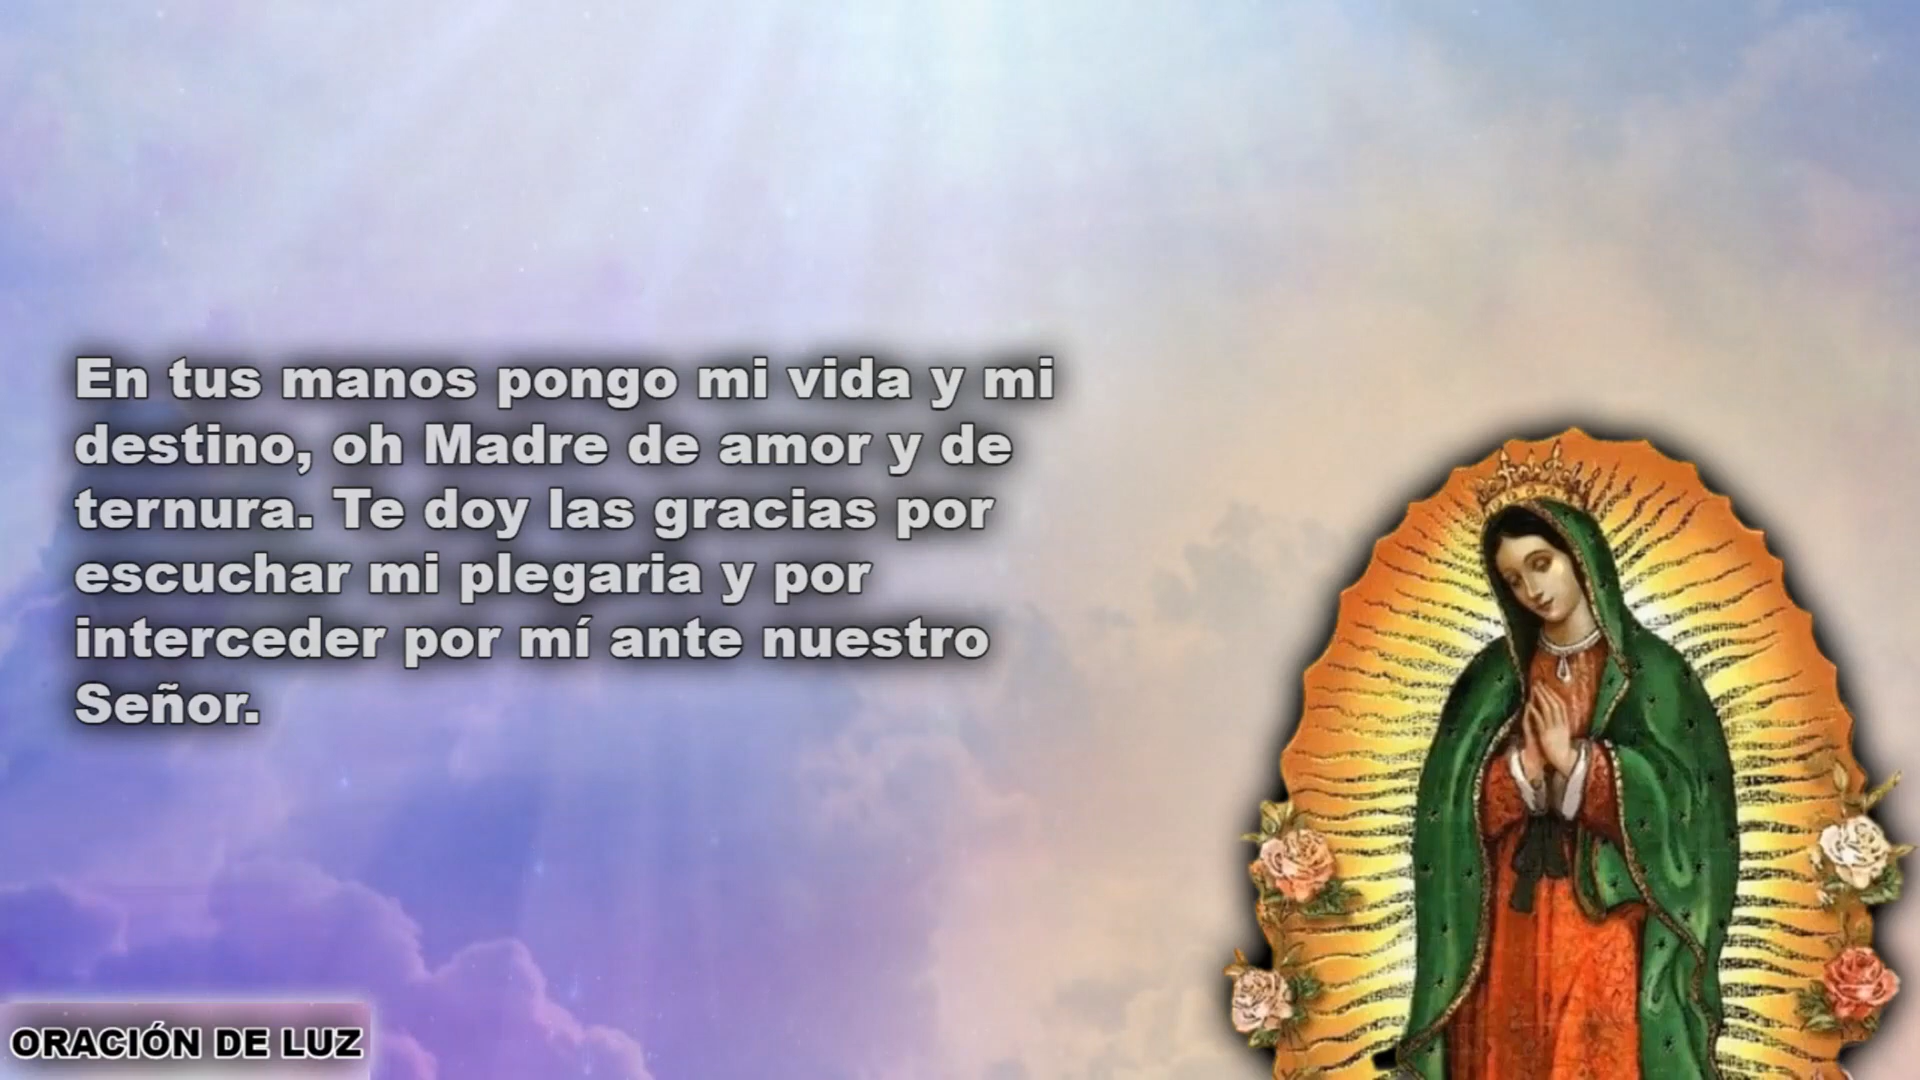 En tus manos pongo mi vida y mi
destino, oh Madre de amor y de
ternura. Te doy las gracias por
escuchar mi plegaria y por
interceder por mí ante nuestro
Señor.
ORACIÓN DE LUZ